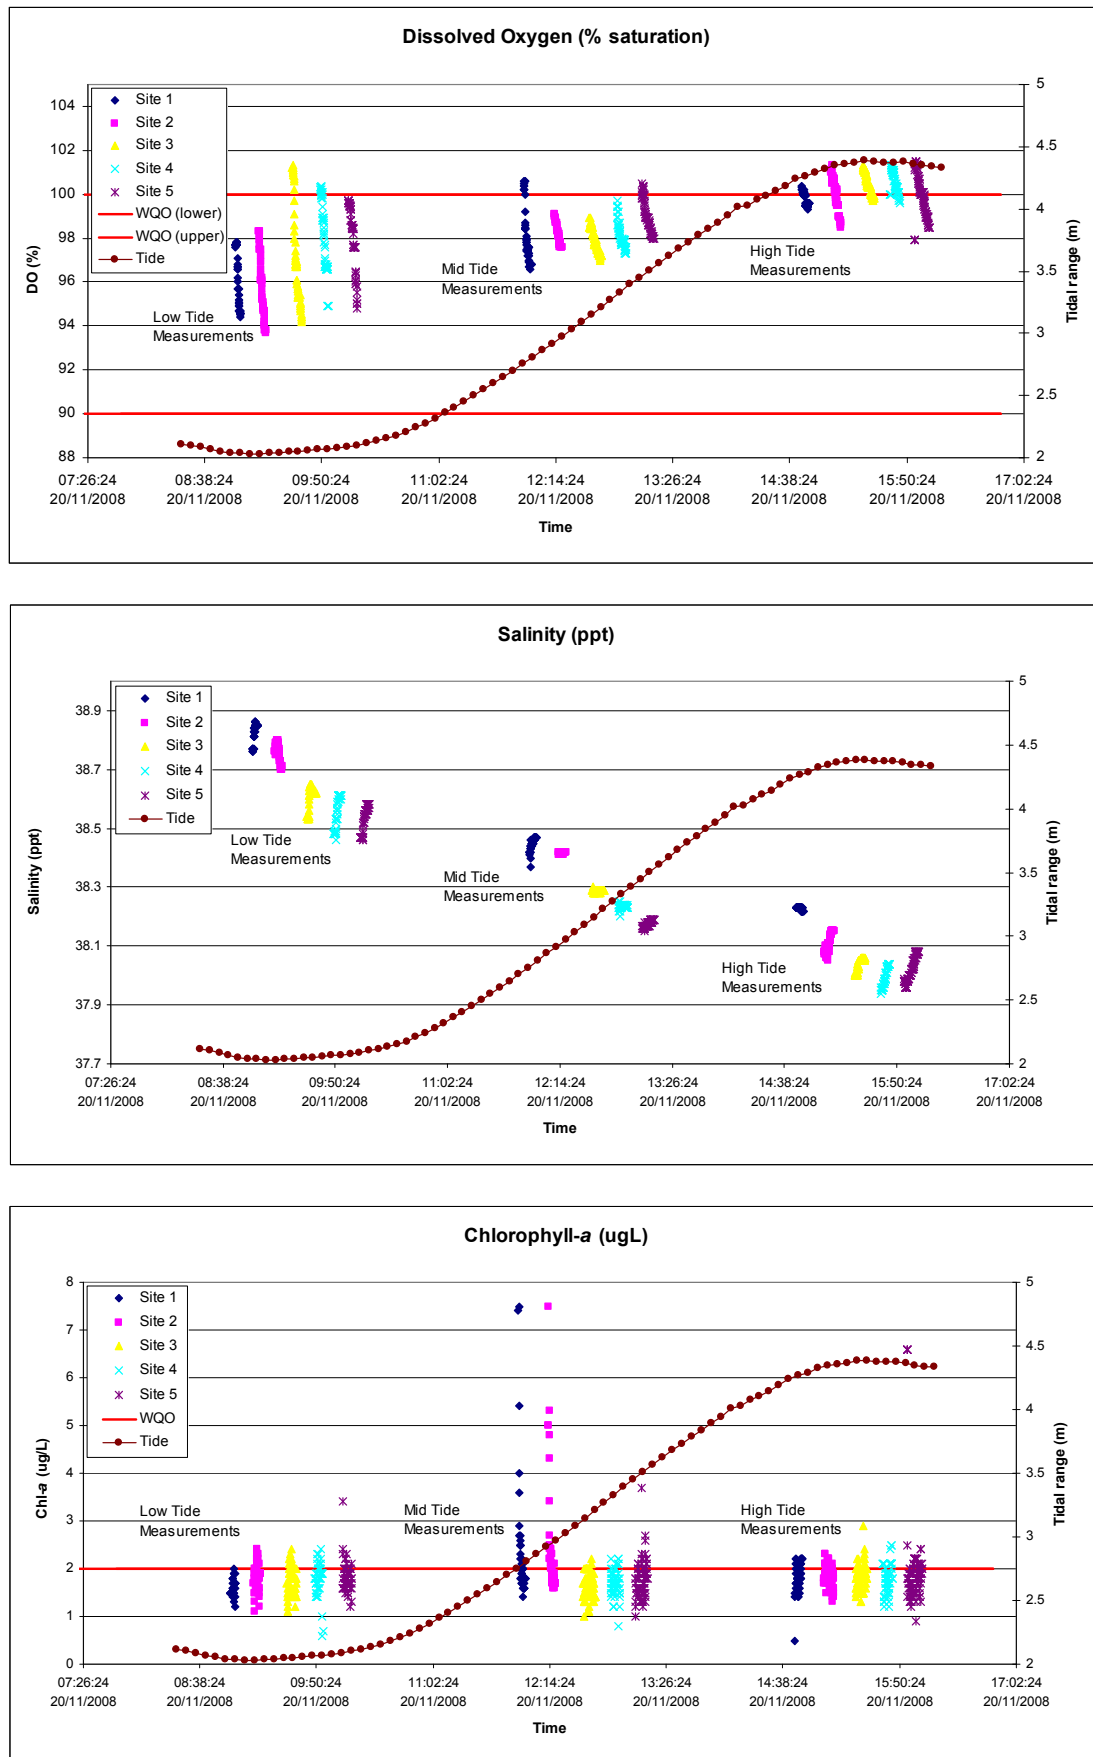 Dissolved Oxygen (% saturation)
104
102
100
98
96
94
92
90
88
DO (%)
Site 1
Site 2
Site 3
Site 4
Site 5
WQO (lower)
WQO (upper)
Tide
Low Tide
Measurements
Mid Tide
Measurements
High Tide
Measurements
5
4.5
4
3.5
3
2.5
2
Tidal range (m)
07:26:24 08:38:24 09:50:24 11:02:24 12:14:24 13:26:24 14:38:24 15:50:24 17:02:24
20/11/2008 20/11/2008 20/11/2008 20/11/2008 20/11/2008 20/11/2008 20/11/2008 20/11/2008 20/11/2008
Time
Salinity (ppt)
38.9
38.7
38.5
38.3
38.1
37.9
37.7
Salinity (ppt)
Site 1
Site 2
Site 3
Site 4
Site 5
Tide
Low Tide
Measurements
Mid Tide
Measurements
High Tide
Measurements
5
4.5
4
3.5
3
2.5
2
Tidal range (m)
07:26:24 08:38:24 09:50:24 11:02:24 12:14:24 13:26:24 14:38:24 15:50:24 17:02:24
20/11/2008 20/11/2008 20/11/2008 20/11/2008 20/11/2008 20/11/2008 20/11/2008 20/11/2008 20/11/2008
Time
Chlorophyll-a (ugL)
8
7
6
5
4
3
2
1
0
Chl-a (ug/L)
Site 1
Site 2
Site 3
Site 4
Site 5
WQO
Tide
Low Tide
Measurements
Mid Tide
Measurements
High Tide
Measurements
5
4.5
4
3.5
3
2.5
2
Tidal range (m)
07:26:24 08:38:24 09:50:24 11:02:24 12:14:24 13:26:24 14:38:24 15:50:24 17:02:24
20/11/2008 20/11/2008 20/11/2008 20/11/2008 20/11/2008 20/11/2008 20/11/2008 20/11/2008 20/11/2008
Time